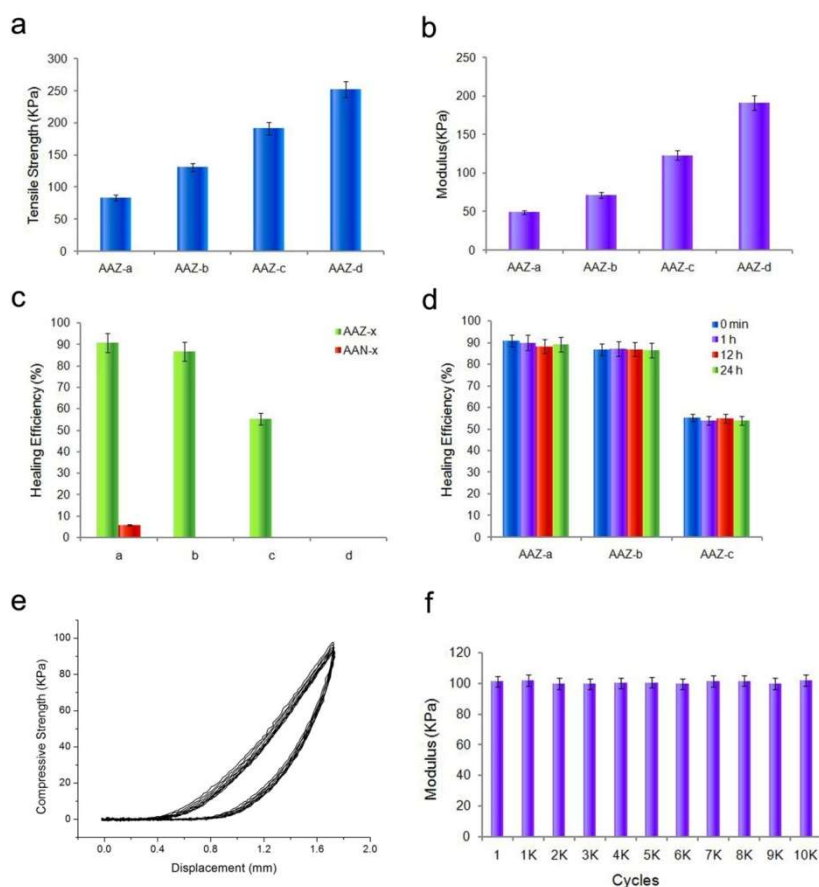 a
Tensile Strength (KPa)
300
250
200
150
100
50
0
AAZ-a AAZ-b AAZ-c AAZ-d
b
Modulus(KPa)
200
150
100
50
0
AAZ-a AAZ-b AAZ-c AAZ-d
c
Healing Efficiency (%)
100
90
80
70
60
50
40
30
20
10
0
AAZ-x
AAN-x
a b c d
d
Healing Efficiency (%)
100
90
80
70
60
50
40
30
20
10
0
0 min
1 h
12 h
24 h
AAZ-a AAZ-b AAZ-c
e
Compressive Strength (KPa)
100
80
60
40
20
0
0.0 0.4 0.8 1.2 1.6 2.0
Displacement (mm)
f
Modulus (KPa)
120
100
80
60
40
20
0
1 1K 2K 3K 4K 5K 6K 7K 8K 9K 10K
Cycles